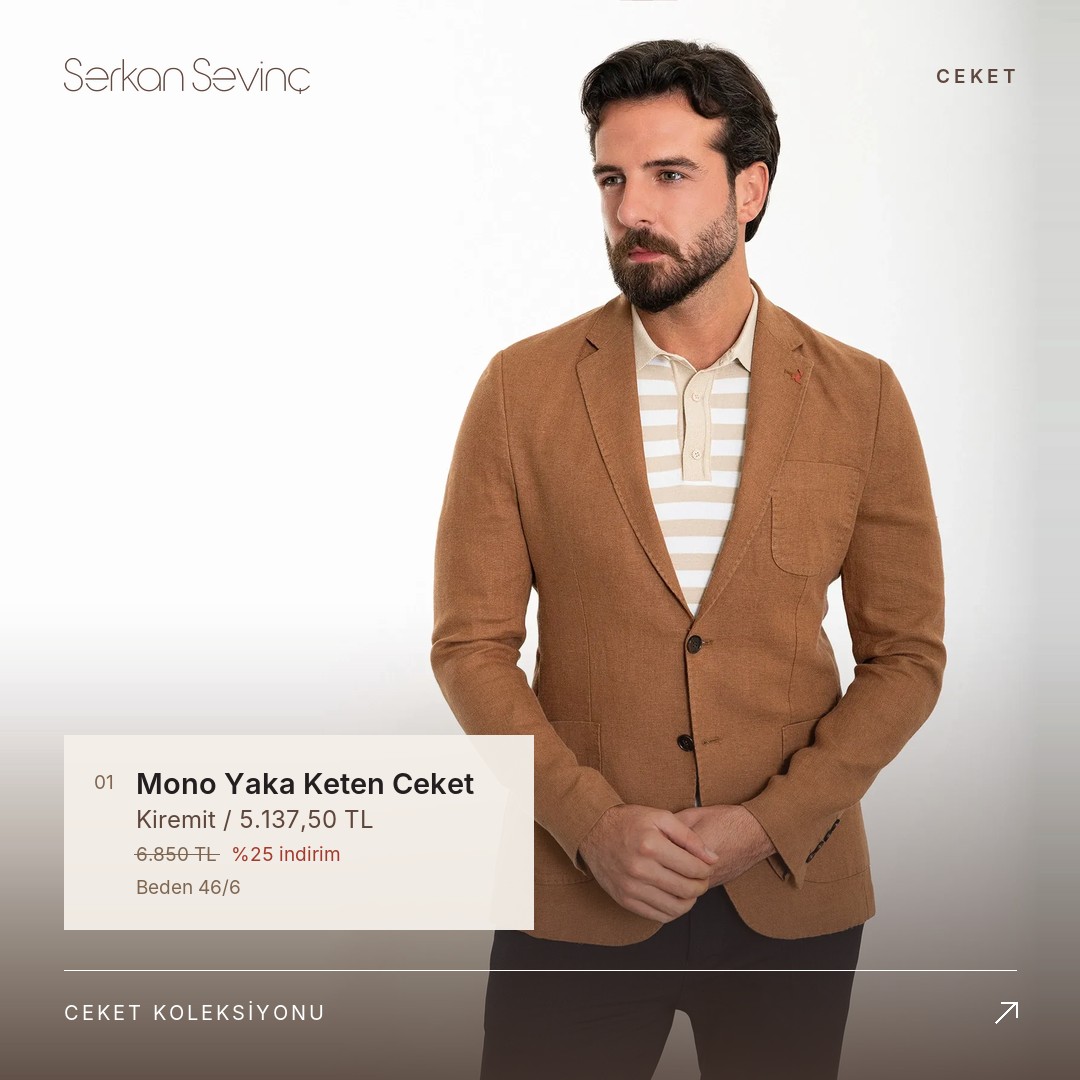 Serkan Sevinç
CEKET
01 Mono Yaka Keten Ceket
Kiremit / 5.137,50 TL
6.850 TL %25 indirim
Beden 46/6
CEKET KOLEKSİYONU